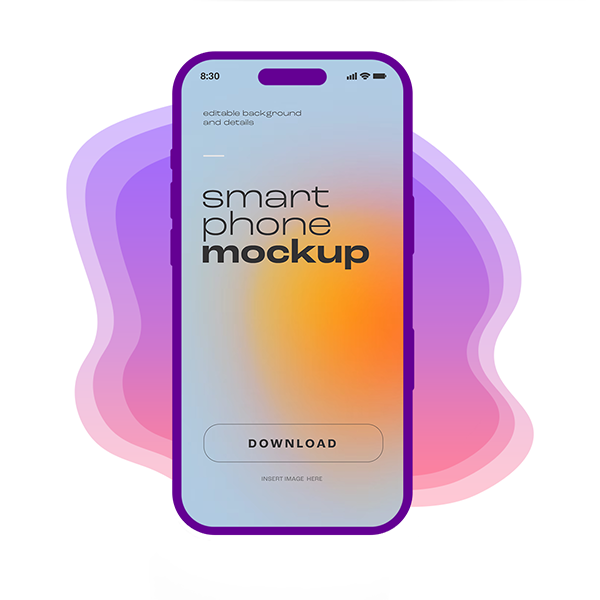 8:30
editable background
and details
smart
phone
mockup
DOWNLOAD
INSERT IMAGE HERE